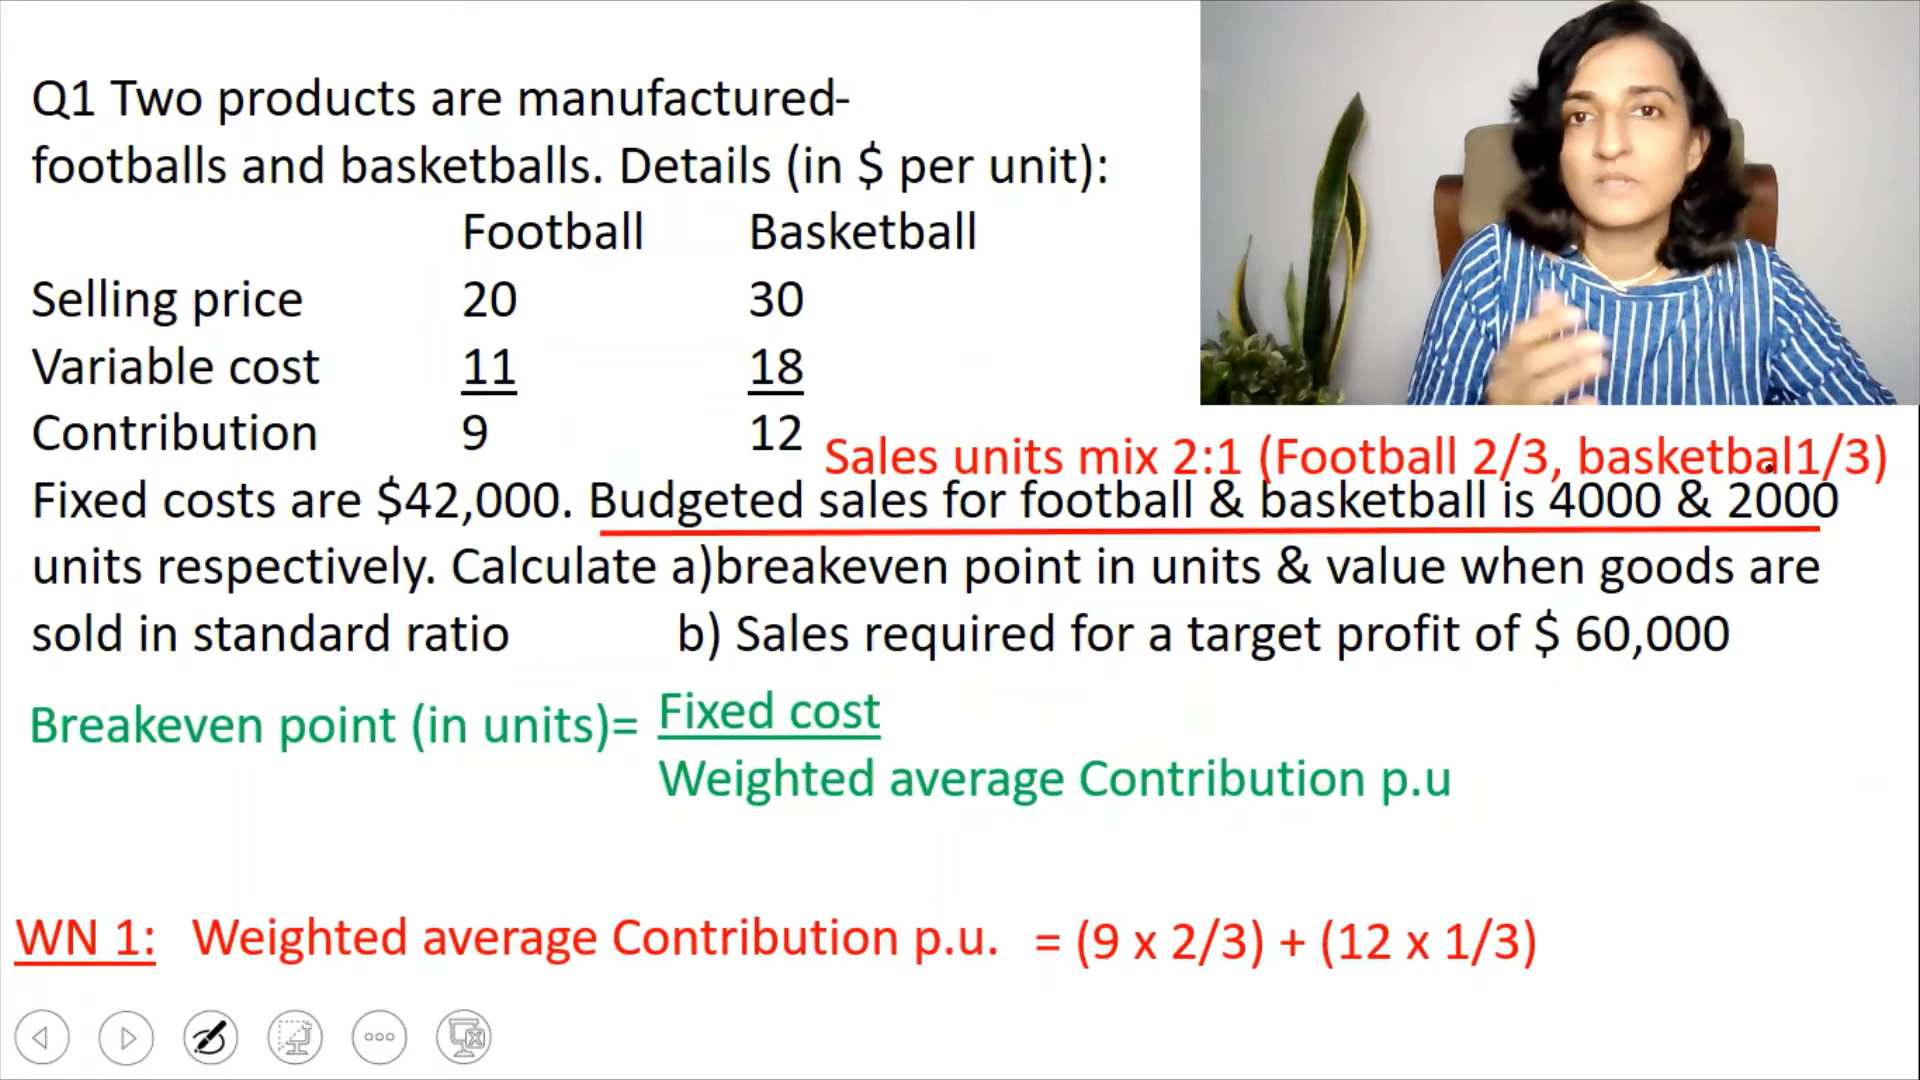 Q1 Two products are manufactured-
footballs and basketballs. Details (in $ per unit):
Football Basketball
Selling price 20 30
Variable cost 11 18
Contribution 9 12
Sales units mix 2:1 (Football 2/3, basketbal1/3)
Fixed costs are $42,000. Budgeted sales for football & basketball is 4000 & 2000
units respectively. Calculate a)breakeven point in units & value when goods are
sold in standard ratio b) Sales required for a target profit of $ 60,000
Breakeven point (in units)= Fixed cost
Weighted average Contribution p.u
WN 1: Weighted average Contribution p.u. = (9 x 2/3) + (12 x 1/3)